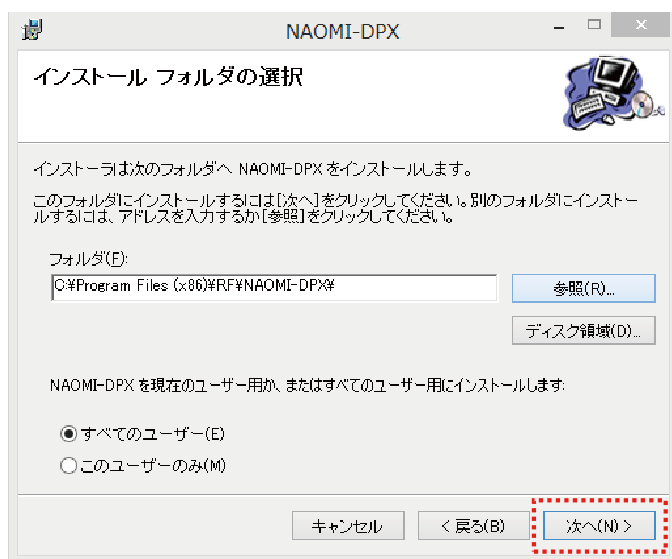 NAOMI-DPX
インストール フォルダの選択
インストーラは次のフォルダへ NAOMI-DPX をインストールします。
このフォルダにインストールするには[次へ]をクリックしてください。別のフォルダにインストー
ルするには、アドレスを入力するか[参照]をクリックしてください。
フォルダ(F):
C:¥Program Files (x86)¥RF¥NAOMI-DPX¥
参照(R)...
ディスク領域(D)...
NAOMI-DPX を現在のユーザー用か、またはすべてのユーザー用にインストールします:
すべてのユーザー(E)
このユーザーのみ(M)
キャンセル
< 戻る(B)
次へ(N) >